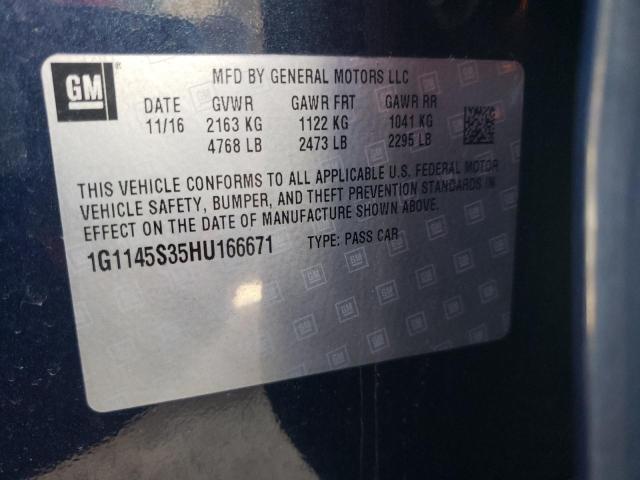 GM ®
MFD BY GENERAL MOTORS LLC
DATE GVWR GAWR FRT GAWR RR
11/16 2163 KG 1122 KG 1041 KG
4768 LB 2473 LB 2295 LB
THIS VEHICLE CONFORMS TO ALL APPLICABLE U.S. FEDERAL MOTOR
VEHICLE SAFETY, BUMPER, AND THEFT PREVENTION STANDARDS IN
EFFECT ON THE DATE OF MANUFACTURE SHOWN ABOVE.
1G1145S35HU166671 TYPE: PASS CAR